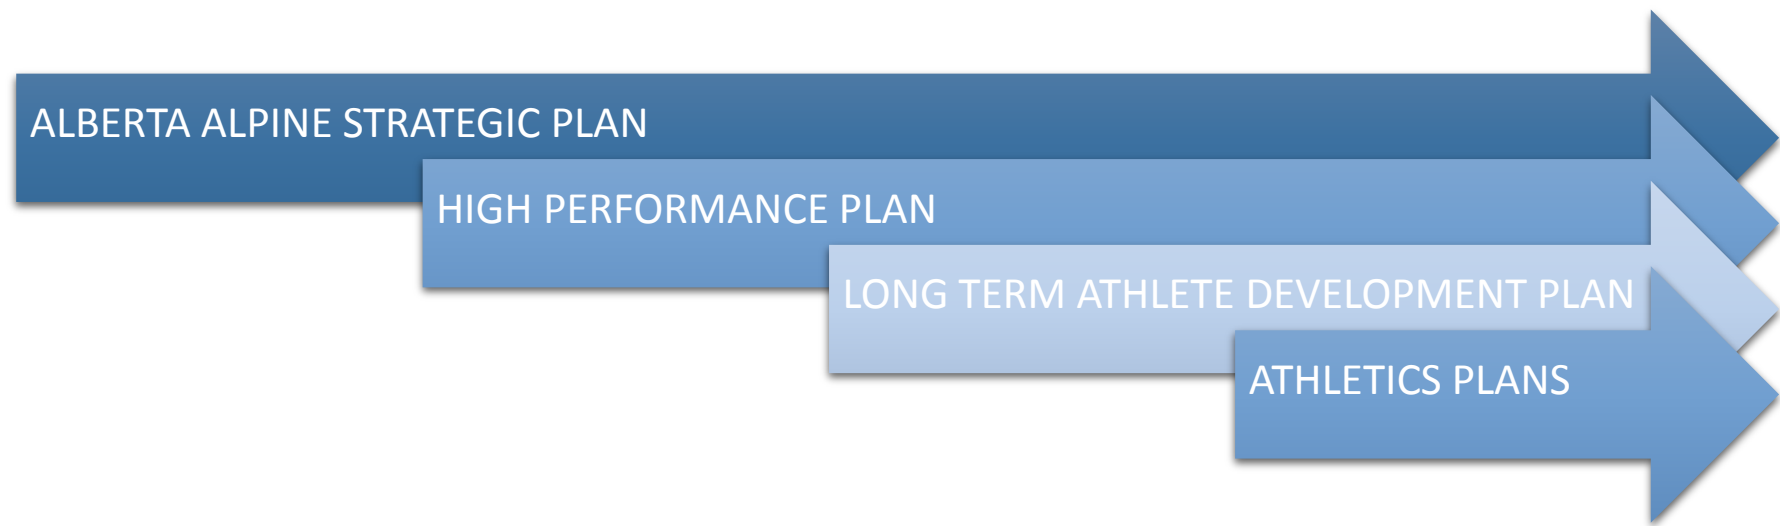 ALBERTA ALPINE STRATEGIC PLAN
HIGH PERFORMANCE PLAN
LONG TERM ATHLETE DEVELOPMENT PLAN
ATHLETICS PLANS